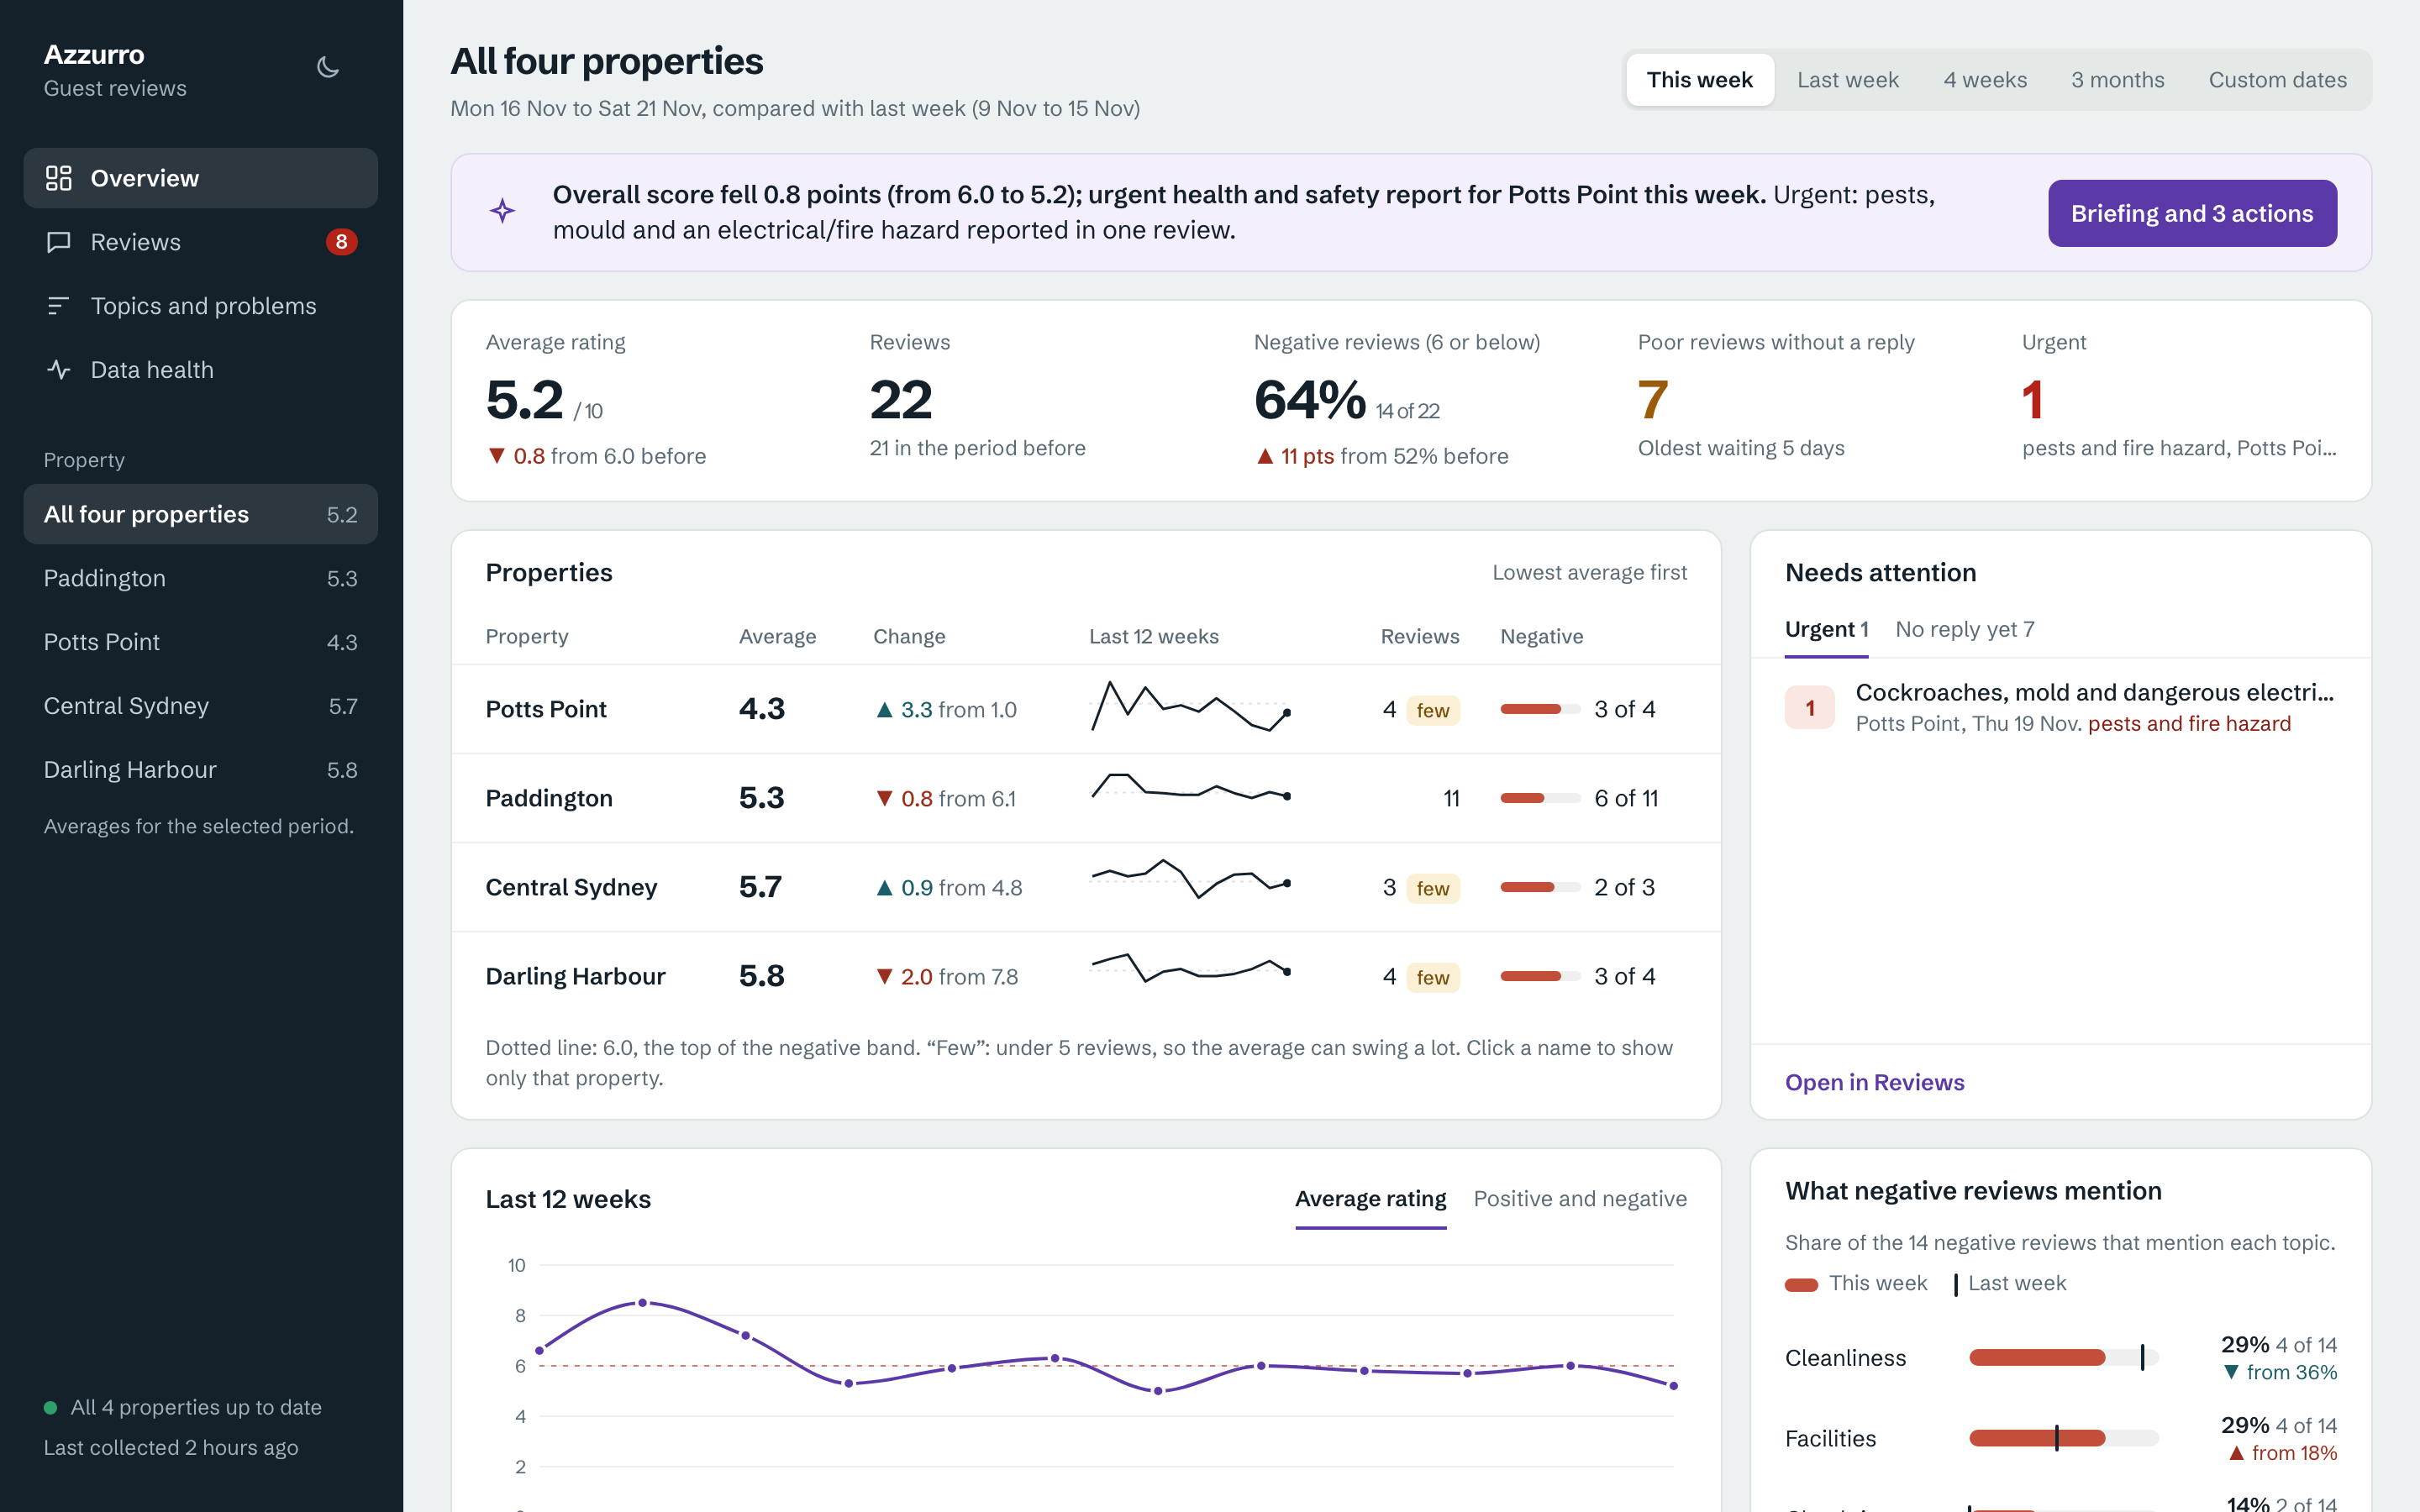 Azzurro
Guest reviews
Overview
Reviews 8
Topics and problems
Data health
Property
All four properties 5.2
Paddington 5.3
Potts Point 4.3
Central Sydney 5.7
Darling Harbour 5.8
Averages for the selected period.
All 4 properties up to date
Last collected 2 hours ago
All four properties
Mon 16 Nov to Sat 21 Nov, compared with last week (9 Nov to 15 Nov)
This week Last week 4 weeks 3 months Custom dates
Overall score fell 0.8 points (from 6.0 to 5.2); urgent health and safety report for Potts Point this week. Urgent: pests,
mould and an electrical/fire hazard reported in one review.
Briefing and 3 actions
Average rating
5.2 / 10
▼ 0.8 from 6.0 before
Reviews
22
21 in the period before
Negative reviews (6 or below)
64% 14 of 22
▲ 11 pts from 52% before
Poor reviews without a reply
7
Oldest waiting 5 days
Urgent
1
pests and fire hazard, Potts Poi...
Properties Lowest average first
Property Average Change Last 12 weeks Reviews Negative
Potts Point 4.3 ▲ 3.3 from 1.0 4 few 3 of 4
Paddington 5.3 ▼ 0.8 from 6.1 11 6 of 11
Central Sydney 5.7 ▲ 0.9 from 4.8 3 few 2 of 3
Darling Harbour 5.8 ▼ 2.0 from 7.8 4 few 3 of 4
Dotted line: 6.0, the top of the negative band. “Few”: under 5 reviews, so the average can swing a lot. Click a name to show
only that property.
Needs attention
Urgent 1 No reply yet 7
1 Cockroaches, mold and dangerous electri...
Potts Point, Thu 19 Nov. pests and fire hazard
Open in Reviews
Last 12 weeks Average rating Positive and negative
10
8
6
4
2
What negative reviews mention
Share of the 14 negative reviews that mention each topic.
This week Last week
Cleanliness 29% 4 of 14
▼ from 36%
Facilities 29% 4 of 14
▲ from 18%
14% 2 of 14